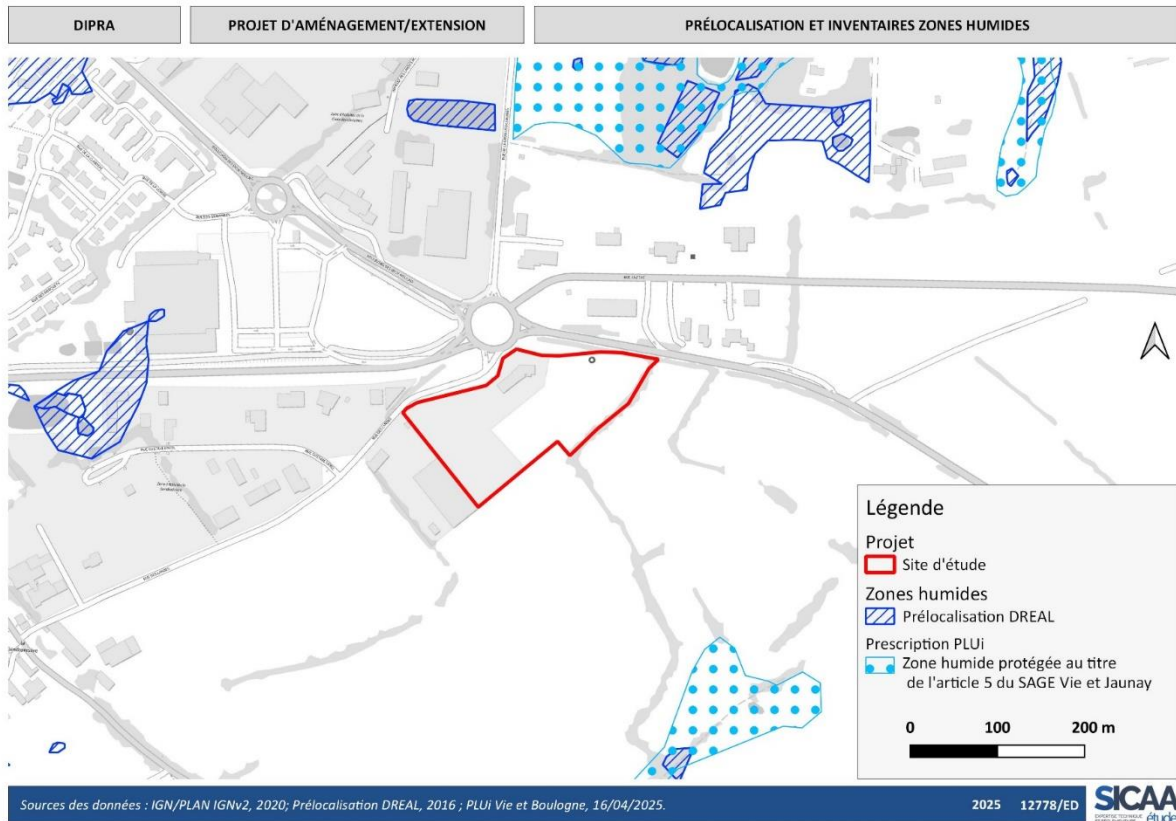 DIPRA
PROJET D'AMÉNAGEMENT/EXTENSION
PRÉLOCALISATION ET INVENTAIRES ZONES HUMIDES
Légende
Projet
Site d'étude
Zones humides
Prélocalisation DREAL
Prescription PLUi
Zone humide protégée au titre
de l'article 5 du SAGE Vie et Jaunay
0 100 200 m
Sources des données : IGN/PLAN IGNv2, 2020; Prélocalisation DREAL, 2016 ; PLUi Vie et Boulogne, 16/04/2025.
2025 12778/ED
SICAA
études